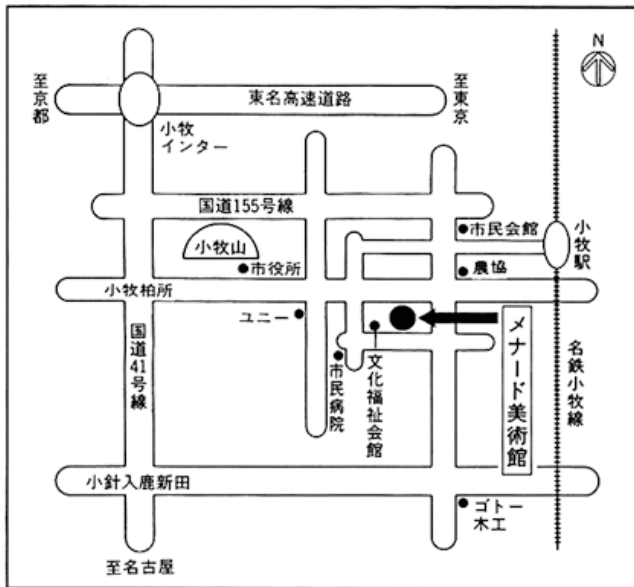 N
至京都
東名高速道路
至東京
小牧
インター
国道155号線
小牧山
市役所
市民会館
小牧駅
農協
小牧柏所
ユニー
国道41号線
市民病院
文化福祉会館
メナード美術館
名鉄小牧線
小針入鹿新田
ゴトー
木工
至名古屋